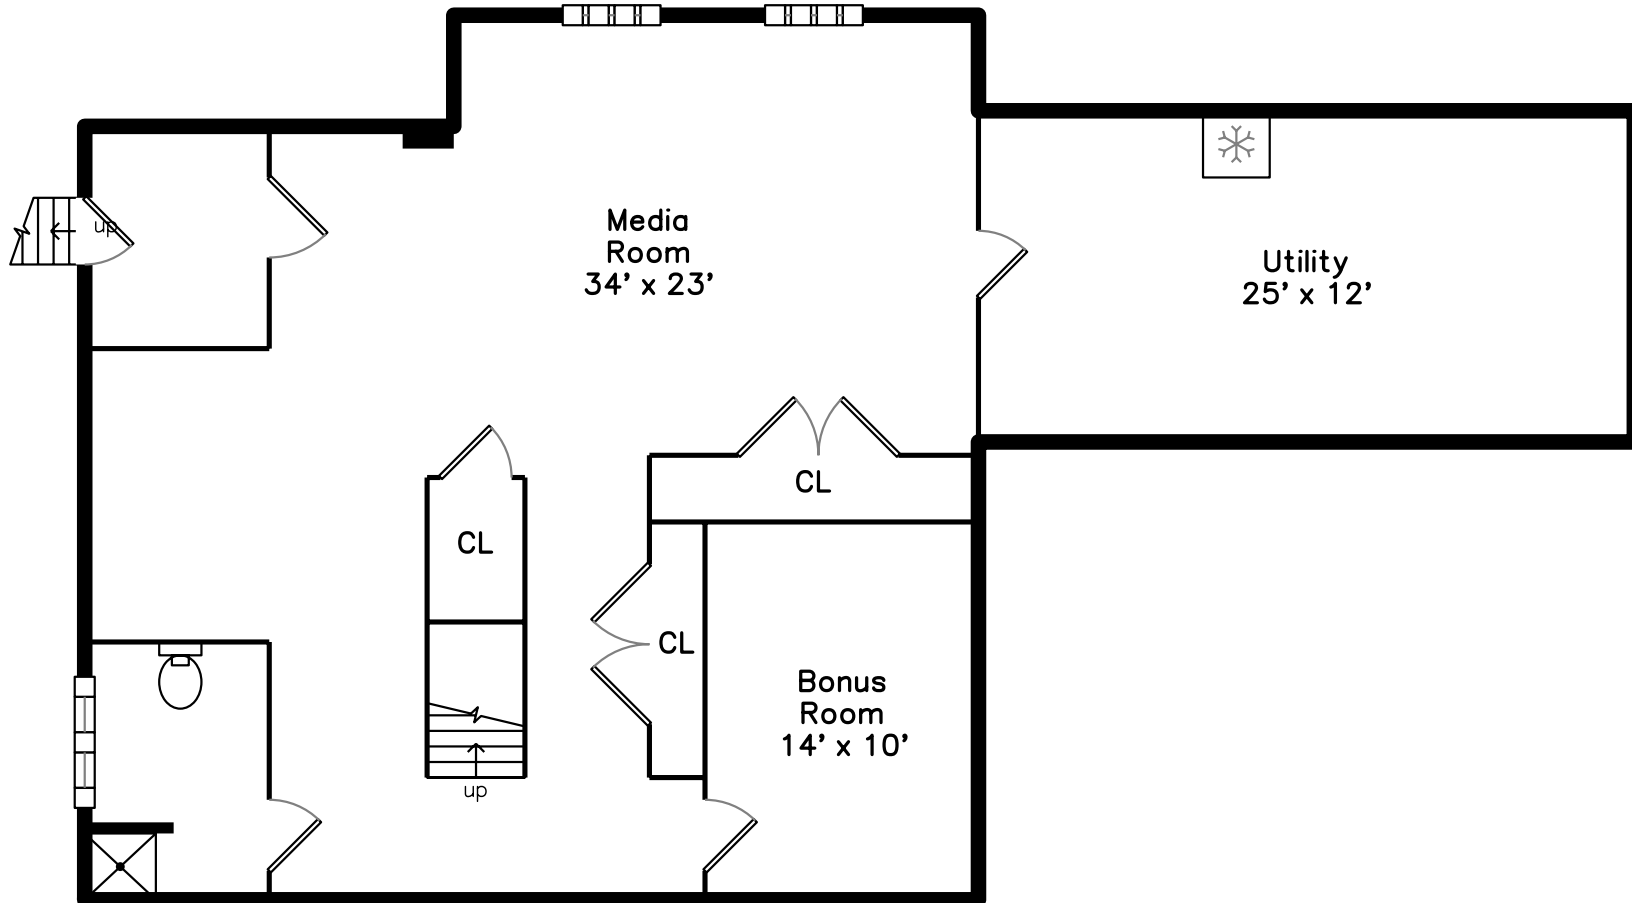 up
Media
Room
34' x 23'
Utility
25' x 12'
CL
CL
CL
Bonus
Room
14' x 10'
up